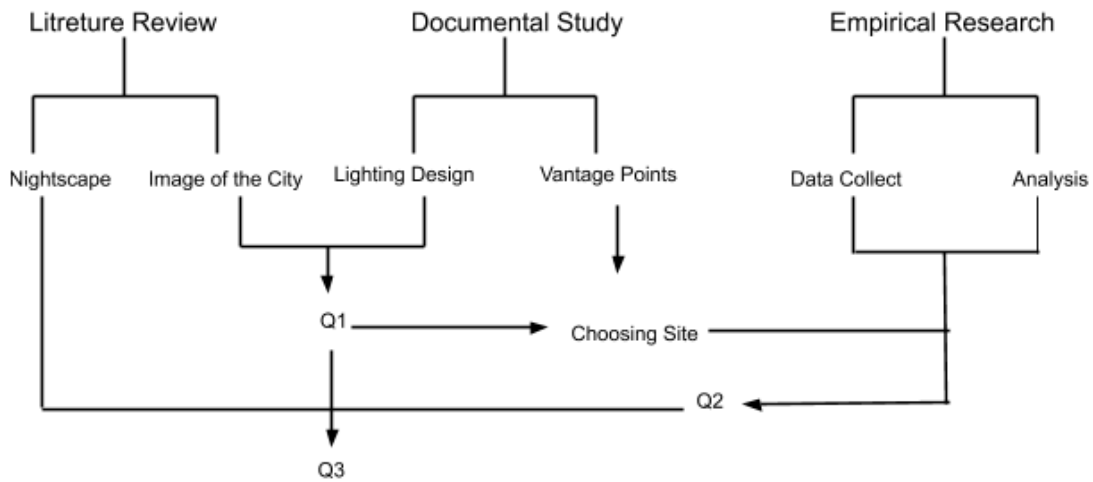 Litreture Review
Documental Study
Empirical Research
Nightscape
Image of the City
Lighting Design
Vantage Points
Data Collect
Analysis
Q1
Choosing Site
Q2
Q3